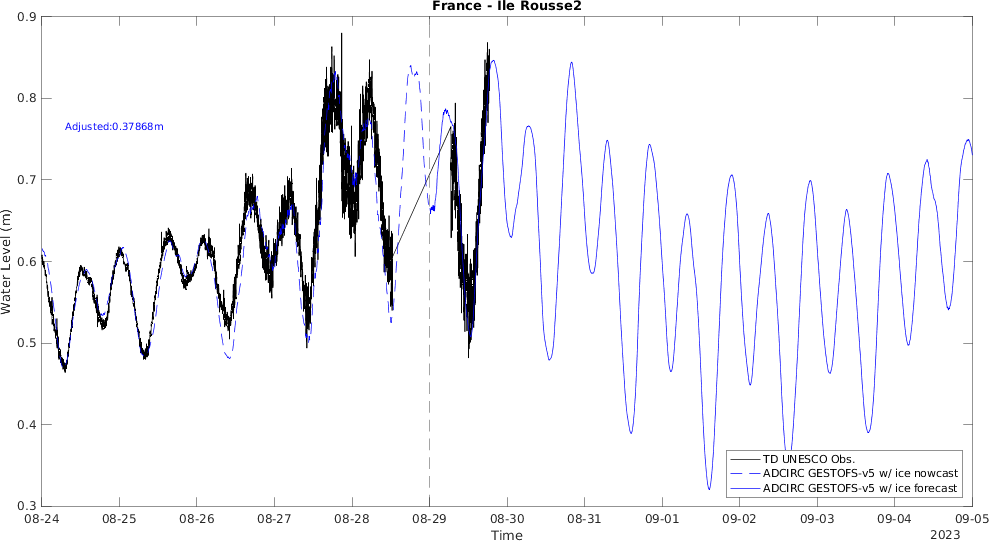 France - Ile Rousse2
Water Level (m)
0.9
0.8
0.7
0.6
0.5
0.4
0.3
Adjusted:0.37868m
TD UNESCO Obs.
ADCIRC GESTOFS-v5 w/ ice nowcast
ADCIRC GESTOFS-v5 w/ ice forecast
08-24 08-25 08-26 08-27 08-28 08-29 08-30 08-31 09-01 09-02 09-03 09-04 09-05
Time
2023